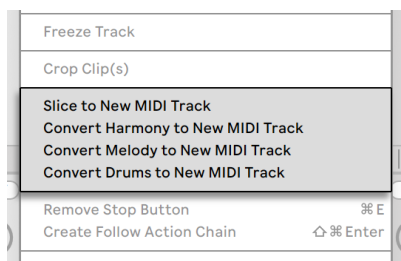 Freeze Track
Crop Clip(s)
Slice to New MIDI Track
Convert Harmony to New MIDI Track
Convert Melody to New MIDI Track
Convert Drums to New MIDI Track
Remove Stop Button ⌘E
Create Follow Action Chain ⇧⌘Enter